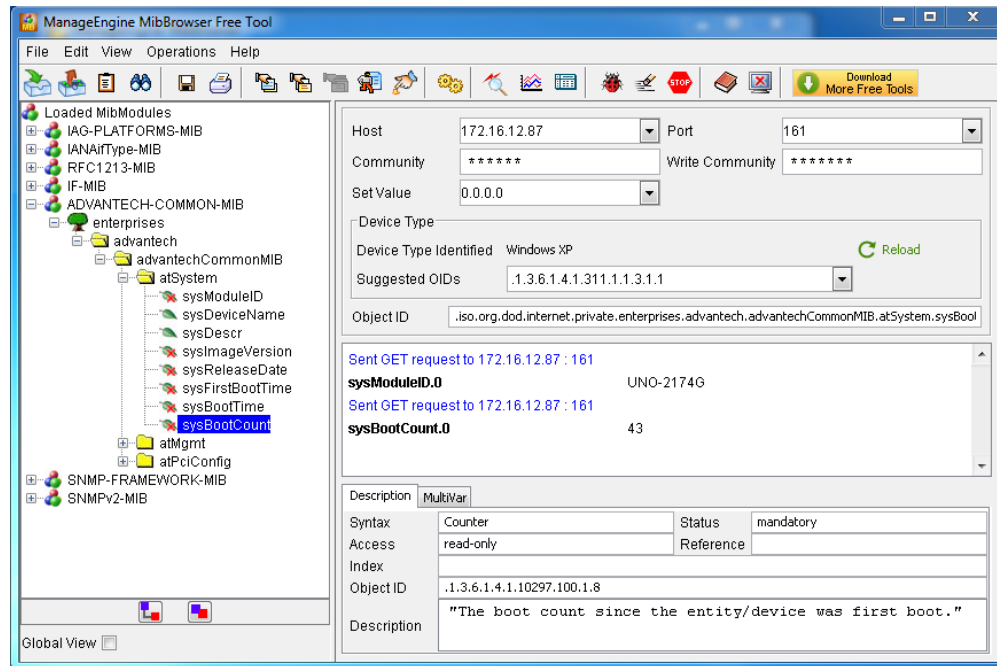 ManageEngine MibBrowser Free Tool
File Edit View Operations Help
STOP
Download
More Free Tools
Loaded MibModules
IAG-PLATFORMS-MIB
IANAifType-MIB
RFC1213-MIB
IF-MIB
ADVANTECH-COMMON-MIB
enterprises
advantech
advantechCommonMIB
atSystem
sysModuleID
sysDeviceName
sysDescr
sysImageVersion
sysReleaseDate
sysFirstBootTime
sysBootTime
sysBootCount
atMgmt
atPciConfig
SNMP-FRAMEWORK-MIB
SNMPv2-MIB
Global View
Host 172.16.12.87 Port 161
Community ****** Write Community *******
Set Value 0.0.0.0
Device Type
Device Type Identified Windows XP Reload
Suggested OIDs .1.3.6.1.4.1.311.1.1.3.1.1
Object ID .iso.org.dod.internet.private.enterprises.advantech.advantechCommonMIB.atSystem.sysBoo
Sent GET request to 172.16.12.87 : 161
sysModuleID.0 UNO-2174G
Sent GET request to 172.16.12.87 : 161
sysBootCount.0 43
Description MultiVar
Syntax Counter Status mandatory
Access read-only Reference
Index
Object ID .1.3.6.1.4.1.10297.100.1.8
Description "The boot count since the entity/device was first boot."